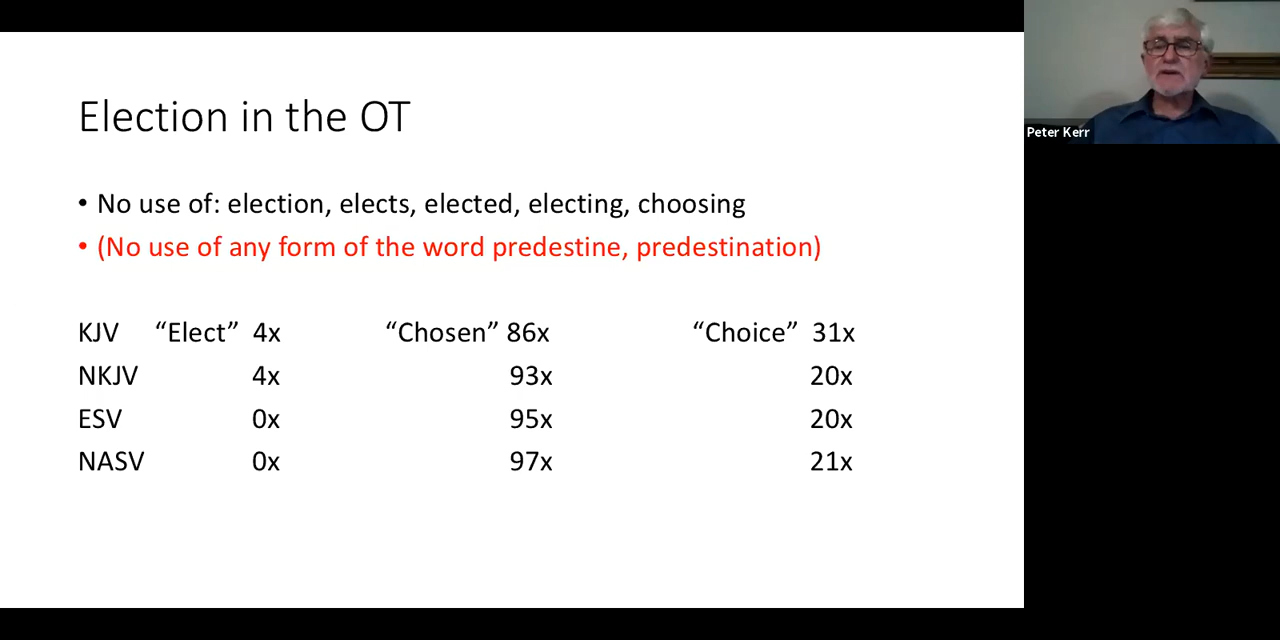 Election in the OT
• No use of: election, elects, elected, electing, choosing
• (No use of any form of the word predestine, predestination)
KJV “Elect” 4x “Chosen” 86x “Choice” 31x
NKJV 4x 93x 20x
ESV 0x 95x 20x
NASV 0x 97x 21x
Peter Kerr